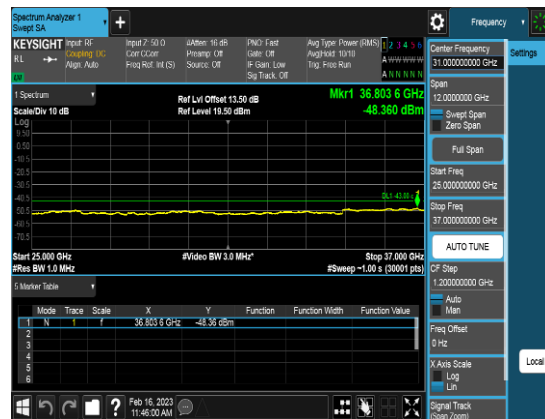 Spectrum Analyzer 1
Swept SA
+
Frequency
KEYSIGHT
RL
Input: RF
Coupling: DC
Align: Auto
Input Z: 50 Ω
Corr CCorr
Freq Ref: Int (S)
#Atten: 16 dB
Preamp: Off
Source: Off
PNO: Fast
Gate: Off
IF Gain: Low
Sig Track: Off
Avg Type: Power (RMS)
Avg|Hold: 10/10
Trig: Free Run
1 2 3 4 5 6
A W W W W W
A N N N N N
1 Spectrum
Scale/Div 10 dB
Log
Ref Lvl Offset 13.50 dB
Ref Level 19.50 dBm
Mkr1 36.803 6 GHz
-48.360 dBm
9.50
0.50
-10.5
-20.5
-30.5
-40.5
-50.5
-60.5
-70.5
Start 25.000 GHz
#Res BW 1.0 MHz
#Video BW 3.0 MHz*
Stop 37.000 GHz
#Sweep ~1.00 s (30001 pts)
5 Marker Table
Mode Trace Scale X Y Function Function Width Function Value
1 N 1 f 36.803 6 GHz -48.36 dBm
2
3
4
5
6
Feb 16, 2023
11:46:00 AM
Center Frequency
31.000000000 GHz
Settings
Span
12.0000000 GHz
Swept Span
Zero Span
Full Span
Start Freq
25.000000000 GHz
Stop Freq
37.000000000 GHz
AUTO TUNE
CF Step
1.200000000 GHz
Auto
Man
Freq Offset
0 Hz
X Axis Scale
Log
Lin
Local
Signal Track
(Span Zoom)